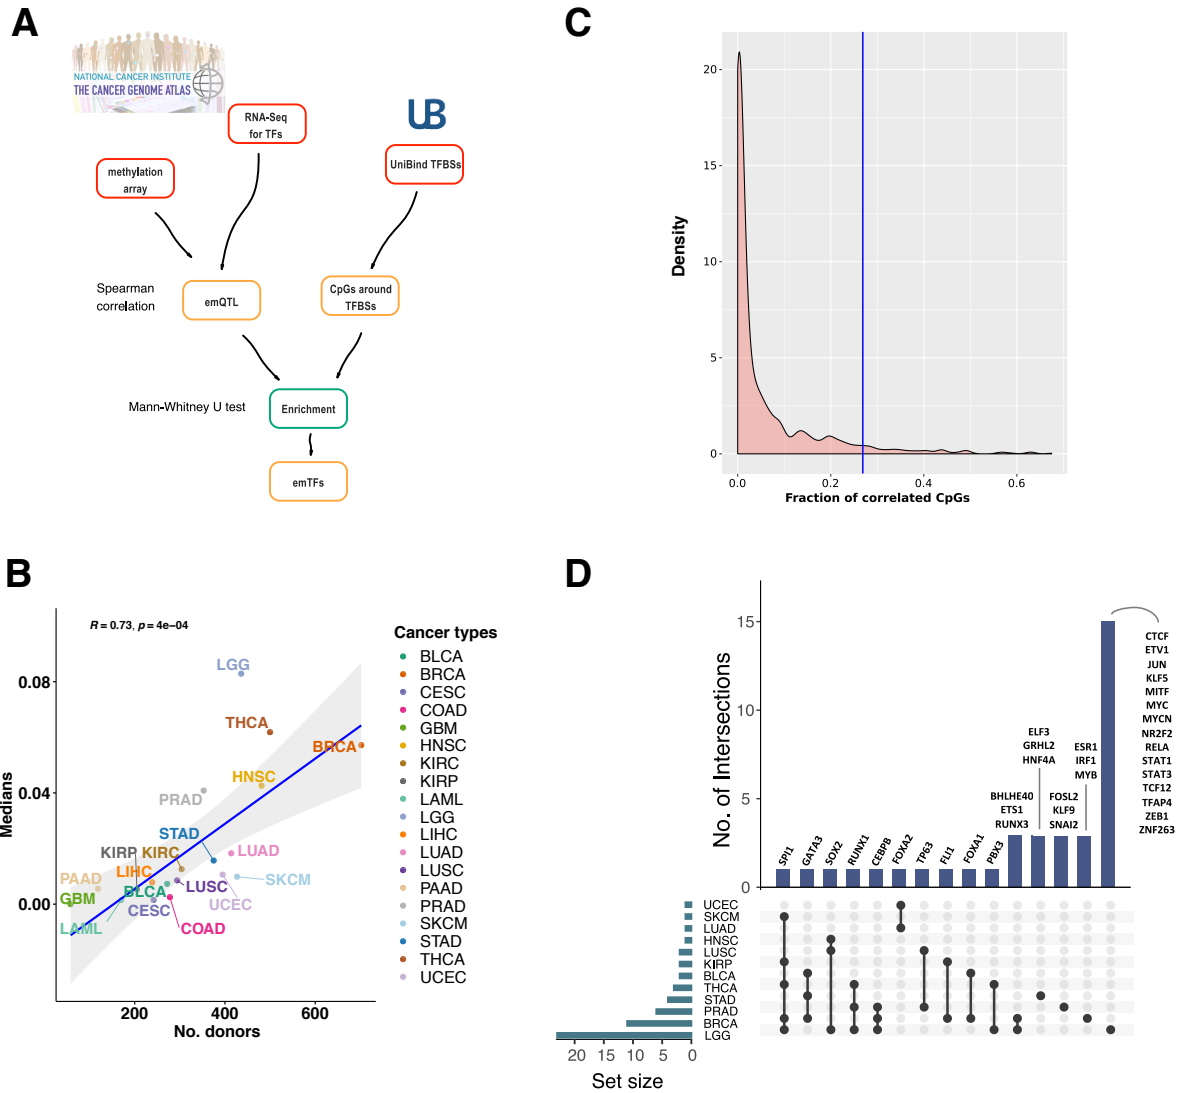 A
NATIONAL CANCER INSTITUTE
THE CANCER GENOME ATLAS
RNA-Seq
for TFs
UB
UniBind TFBSs
methylation
array
Spearman
correlation
emQTL
CpGs around
TFBSs
Mann-Whitney U test
Enrichment
emTFs
C
Density
20
15
10
5
0
0.0
0.2
0.4
0.6
Fraction of correlated CpGs
B
R = 0.73, p = 4e−04
Medians
0.08
0.04
0.00
LGG
THCA
BRCA
HNSC
PRAD
STAD
KIRP
KIRC
LUAD
LIHC
PAAD
BLCA
LUSC
SKCM
GBM
CESC
UCEC
LAML
COAD
200
400
600
No. donors
Cancer types
BLCA
BRCA
CESC
COAD
GBM
HNSC
KIRC
KIRP
LAML
LGG
LIHC
LUAD
LUSC
PAAD
PRAD
SKCM
STAD
THCA
UCEC
D
No. of Intersections
15
10
5
0
SPI1
GATA3
SOX2
RUNX1
CEBPB
FOXA2
TP63
FLI1
FOXA1
PBX3
BHLHE40
ETS1
RUNX3
ELF3
GRHL2
HNF4A
FOSL2
KLF9
SNAI2
ESR1
IRF1
MYB
CTCF
ETV1
JUN
KLF5
MITF
MYC
MYCN
NR2F2
RELA
STAT1
STAT3
TCF12
TFAP4
ZEB1
ZNF263
UCEC
SKCM
LUAD
HNSC
LUSC
KIRP
BLCA
THCA
STAD
PRAD
BRCA
LGG
20
15
10
5
0
Set size